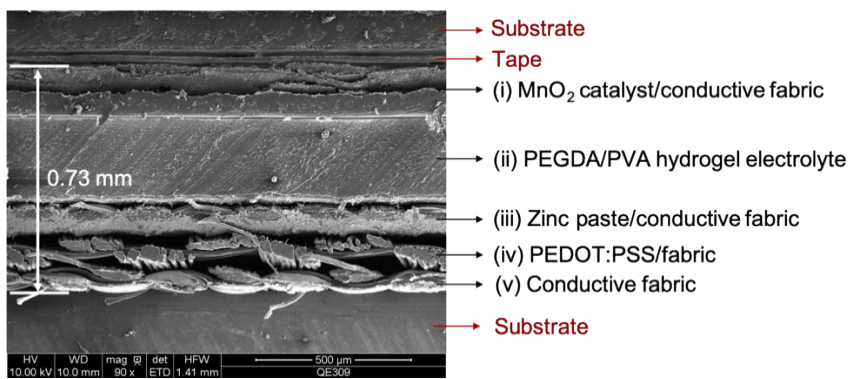 Substrate
Tape
(i) MnO₂ catalyst/conductive fabric
(ii) PEGDA/PVA hydrogel electrolyte
0.73 mm
(iii) Zinc paste/conductive fabric
(iv) PEDOT:PSS/fabric
(v) Conductive fabric
Substrate
HV WD mag det HFW 500 µm
10.00 kV 10.0 mm 90 x ETD 1.41 mm QE309